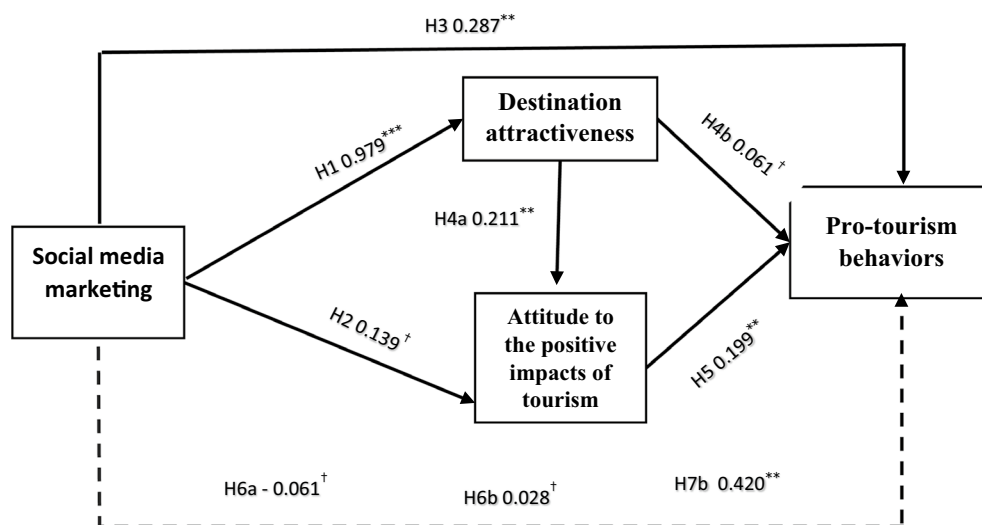 H3 0.287**
Destination
attractiveness
H1 0.979***
H4b 0.061 †
H4a 0.211**
Pro-tourism
behaviors
Social media
marketing
H2 0.139 †
Attitude to
the positive
impacts of
tourism
H5 0.199**
H6a - 0.061†
H6b 0.028†
H7b 0.420**